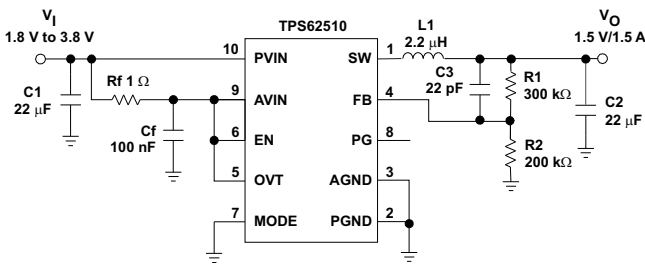 TPS62510
V_I
1.8 V to 3.8 V
V_O
1.5 V/1.5 A
L1
2.2 μH
10
PVIN
SW
1
Rf 1 Ω
C1
22 μF
C3
22 pF
R1
300 kΩ
9
AVIN
FB
4
C2
22 μF
Cf
100 nF
6
EN
PG
8
R2
200 kΩ
5
OVT
AGND
3
7
MODE
PGND
2